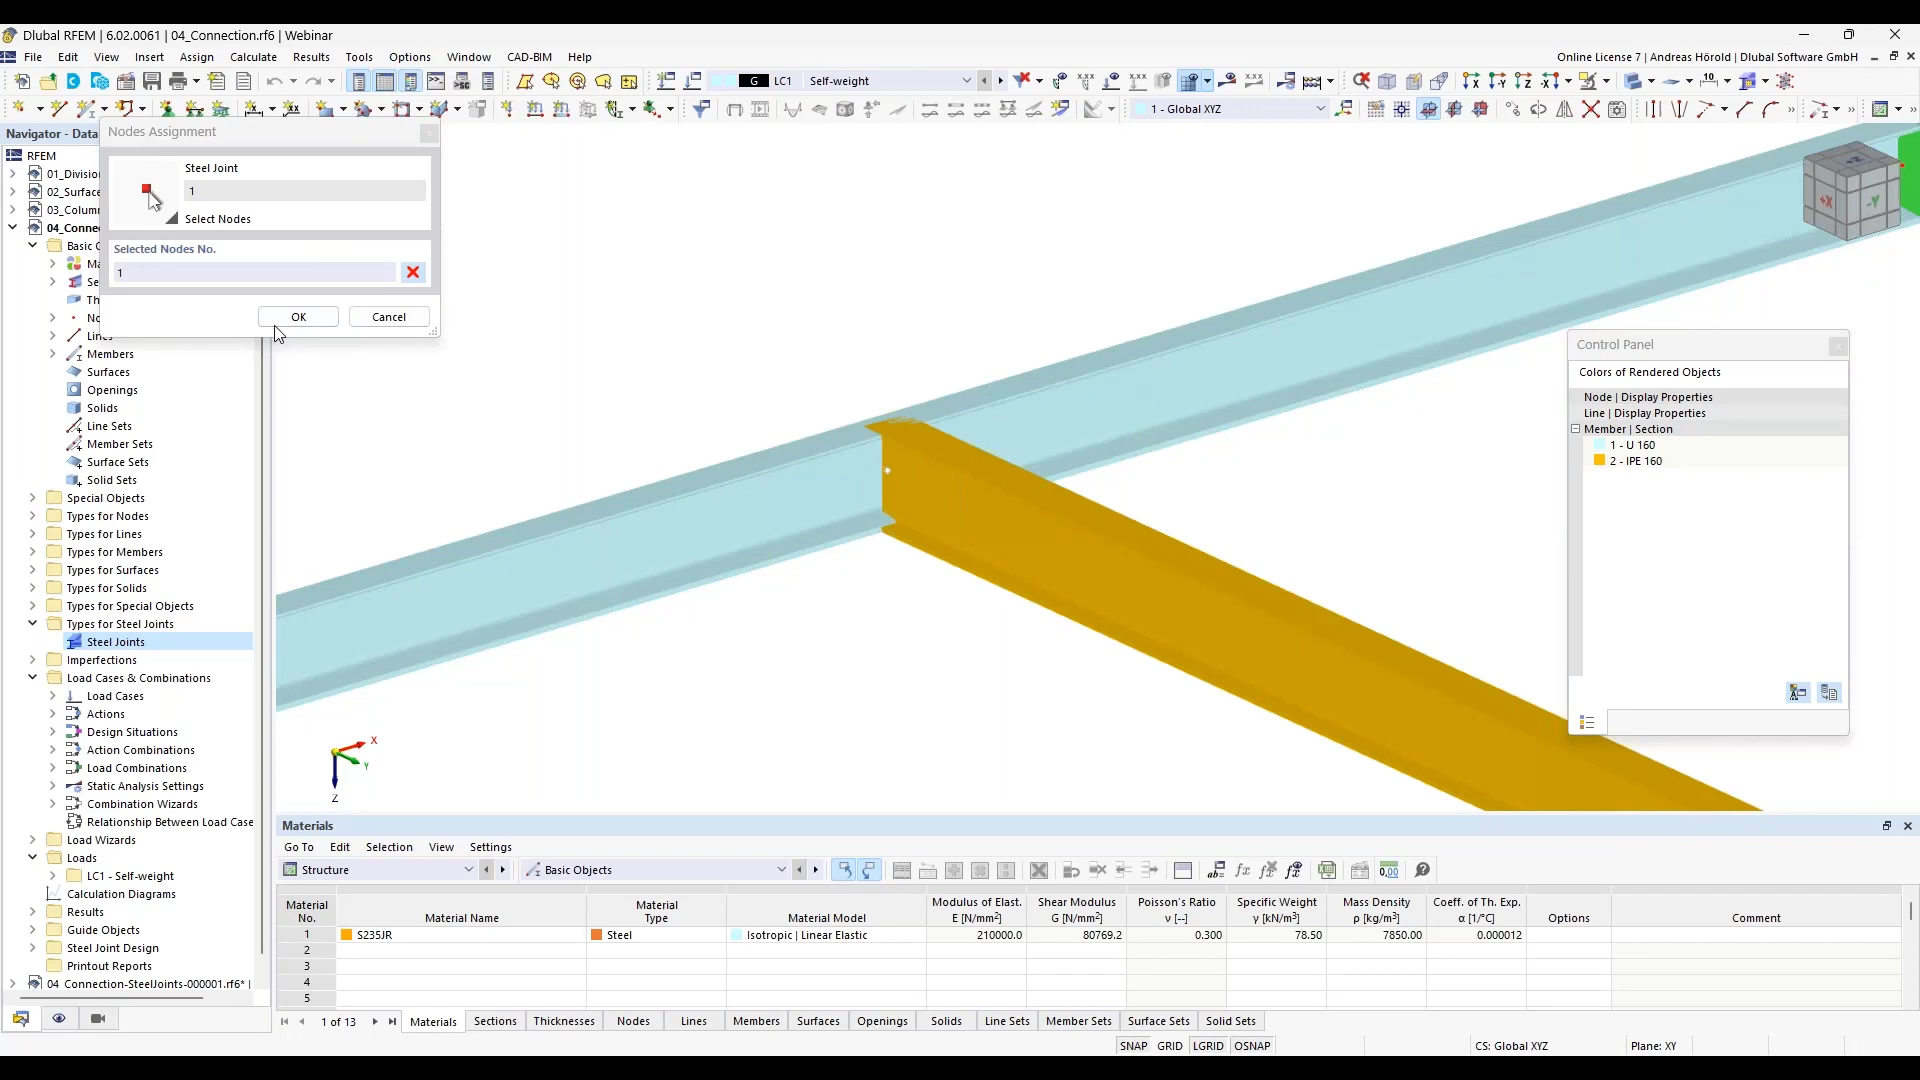 Dlubal RFEM | 6.02.0061 | 04_Connection.rf6 | Webinar
File Edit View Insert Assign Calculate Results Tools Options Window CAD-BIM Help
Online License 7 | Andreas Hörold | Dlubal Software GmbH
G LC1 Self-weight
1 - Global XYZ
Navigator - Data
Nodes Assignment
Steel Joint
1
Select Nodes
Selected Nodes No.
1
OK Cancel
RFEM
Basic
Lines
Members
Surfaces
Openings
Solids
Line Sets
Member Sets
Surface Sets
Solid Sets
Special Objects
Types for Nodes
Types for Lines
Types for Members
Types for Surfaces
Types for Solids
Types for Special Objects
Types for Steel Joints
Steel Joints
Imperfections
Load Cases & Combinations
Load Cases
Actions
Design Situations
Action Combinations
Load Combinations
Static Analysis Settings
Combination Wizards
Relationship Between Load Case
Load Wizards
Loads
LC1 - Self-weight
Calculation Diagrams
Results
Guide Objects
Steel Joint Design
Printout Reports
04_Connection-SteelJoints-000001.rf6* |
-Z
+X -Y
X
Y
Z
Control Panel
Colors of Rendered Objects
Node | Display Properties
Line | Display Properties
Member | Section
1 - U 160
2 - IPE 160
Materials
Go To Edit Selection View Settings
Structure Basic Objects
Material No. Material Name Material Type Material Model Modulus of Elast. E [N/mm²] Shear Modulus G [N/mm²] Poisson's Ratio ν [--] Specific Weight γ [kN/m³] Mass Density ρ [kg/m³] Coeff. of Th. Exp. α [1/°C] Options Comment
1 S235JR Steel Isotropic | Linear Elastic 210000.0 80769.2 0.300 78.50 7850.00 0.000012
2
3
4
5
1 of 13 Materials Sections Thicknesses Nodes Lines Members Surfaces Openings Solids Line Sets Member Sets Surface Sets Solid Sets
SNAP GRID LGRID OSNAP CS: Global XYZ Plane: XY